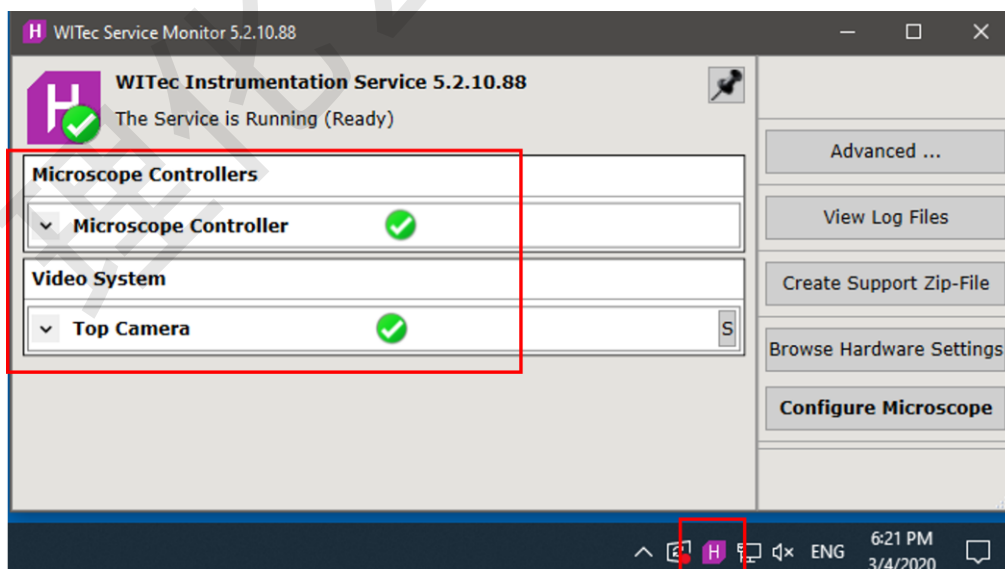 WITec Service Monitor 5.2.10.88
WITec Instrumentation Service 5.2.10.88
The Service is Running (Ready)
Microscope Controllers
Microscope Controller
Video System
Top Camera
S
Advanced ...
View Log Files
Create Support Zip-File
Browse Hardware Settings
Configure Microscope
ENG
6:21 PM
3/4/2020
理化